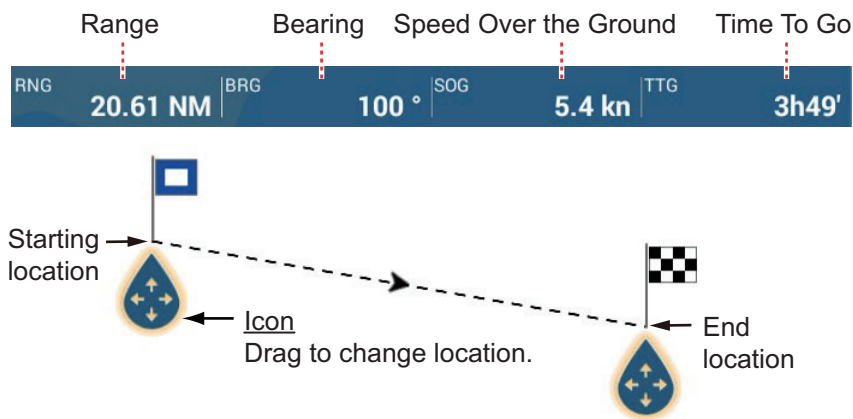 Range Bearing Speed Over the Ground Time To Go
RNG 20.61 NM BRG 100 ° SOG 5.4 kn TTG 3h49'
Starting
location
Icon
Drag to change location.
End
location